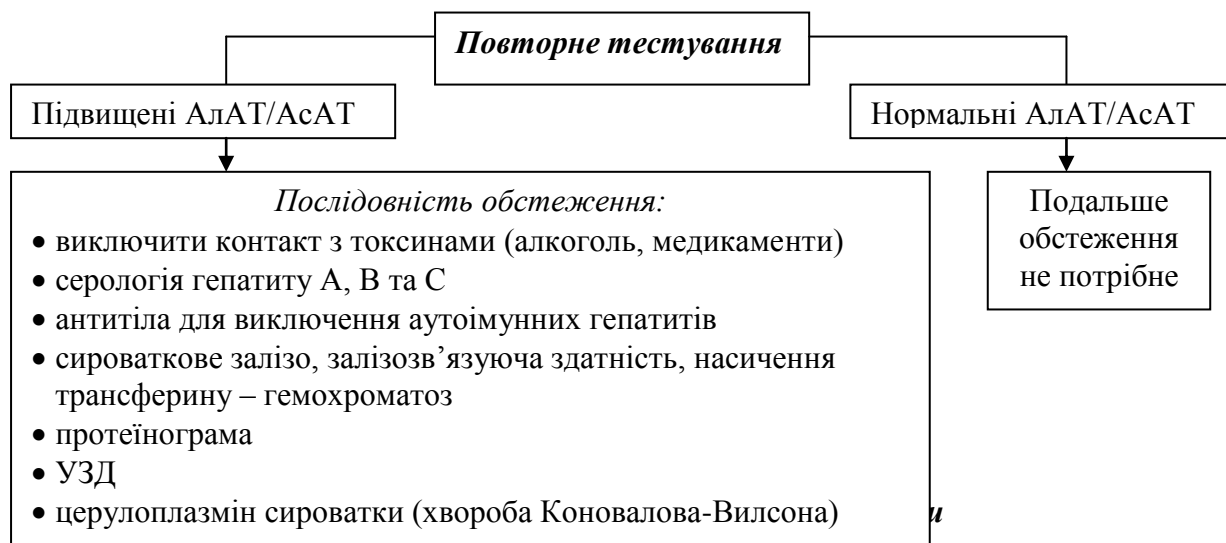 Повторне тестування
Підвищені АлАТ/АсАТ
Нормальні АлАТ/АсАТ
Послідовність обстеження:
• виключити контакт з токсинами (алкоголь, медикаменти)
• серологія гепатиту А, В та С
• антитіла для виключення аутоімунних гепатитів
• сироваткове залізо, залізозв’язуюча здатність, насичення
трансферину – гемохроматоз
• протеїнограма
• УЗД
• церулоплазмін сироватки (хвороба Коновалова-Вилсона)
Подальше
обстеження
не потрібне